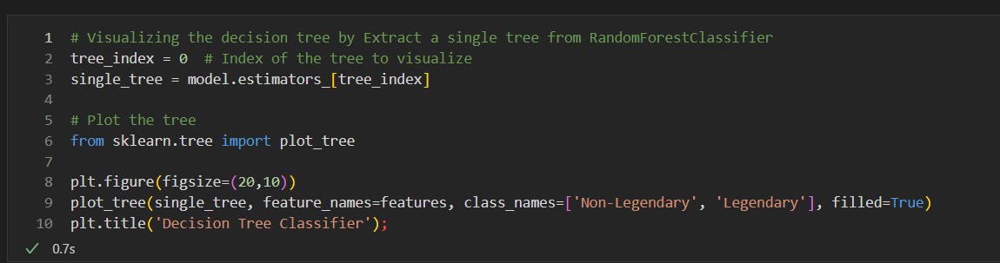 1 # Visualizing the decision tree by Extract a single tree from RandomForestClassifier
2 tree_index = 0  # Index of the tree to visualize
3 single_tree = model.estimators_[tree_index]
4
5 # Plot the tree
6 from sklearn.tree import plot_tree
7
8 plt.figure(figsize=(20,10))
9 plot_tree(single_tree, feature_names=features, class_names=['Non-Legendary', 'Legendary'], filled=True)
10 plt.title('Decision Tree Classifier');
✓ 0.7s